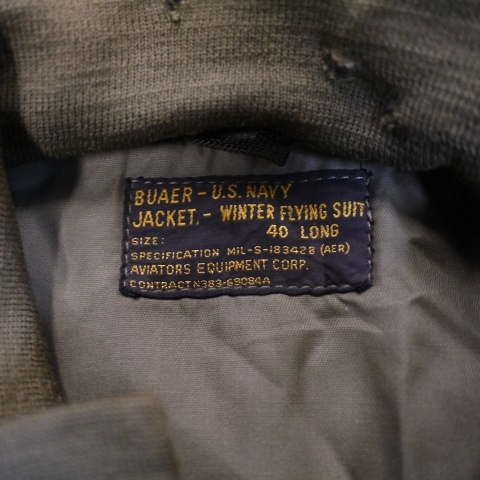 BUAER - U.S. NAVY
JACKET, - WINTER FLYING SUIT
40 LONG
SIZE:
SPECIFICATION MIL-S-18342B (AER)
AVIATORS EQUIPMENT CORP.
CONTRACT N383-69084A